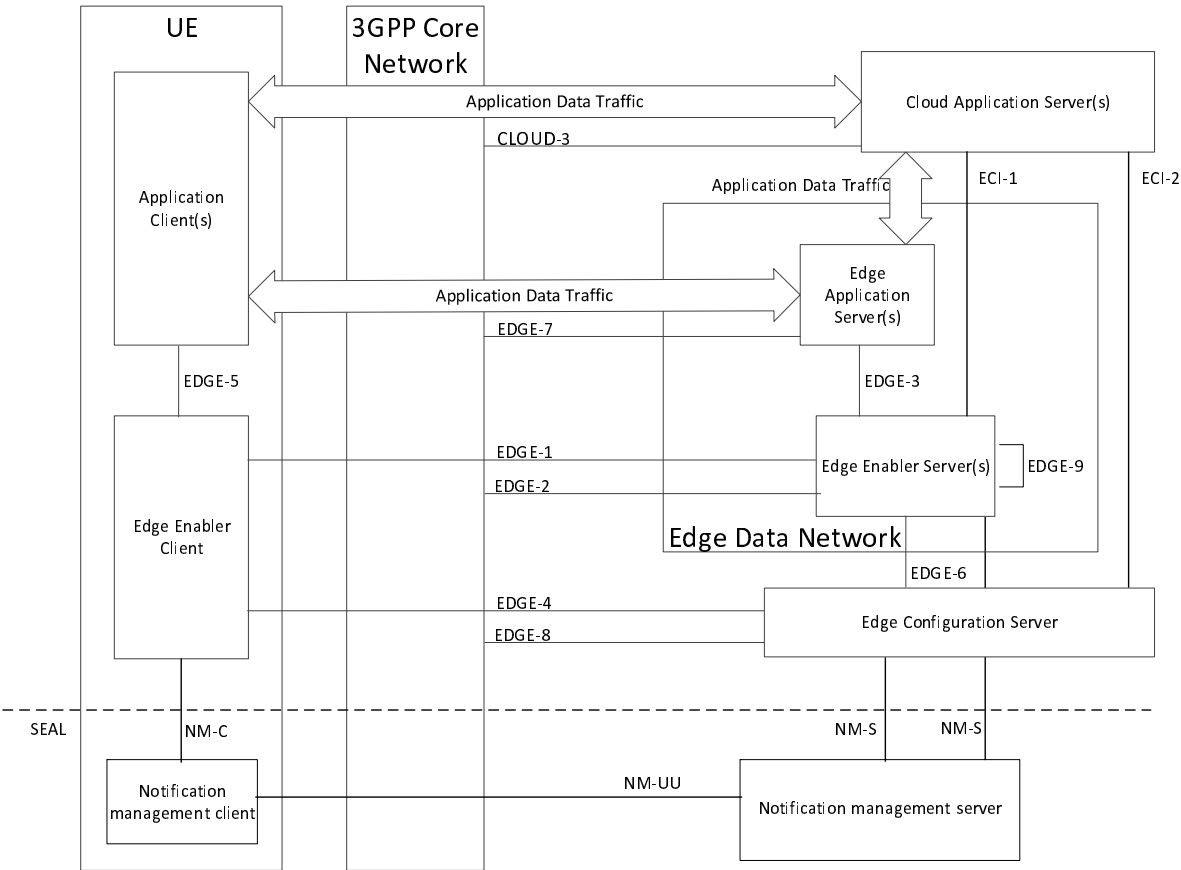 UE
3GPP Core
Network
Application Data Traffic
Cloud Application Server(s)
CLOUD-3
Application
Client(s)
Application Data Traffic
ECI-1
ECI-2
Edge
Application
Server(s)
Application Data Traffic
EDGE-7
EDGE-5
EDGE-3
EDGE-1
Edge Enabler Server(s)
EDGE-9
EDGE-2
Edge Enabler
Client
Edge Data Network
EDGE-6
EDGE-4
Edge Configuration Server
EDGE-8
SEAL
NM-C
NM-S
NM-S
Notification
management client
NM-UU
Notification management server